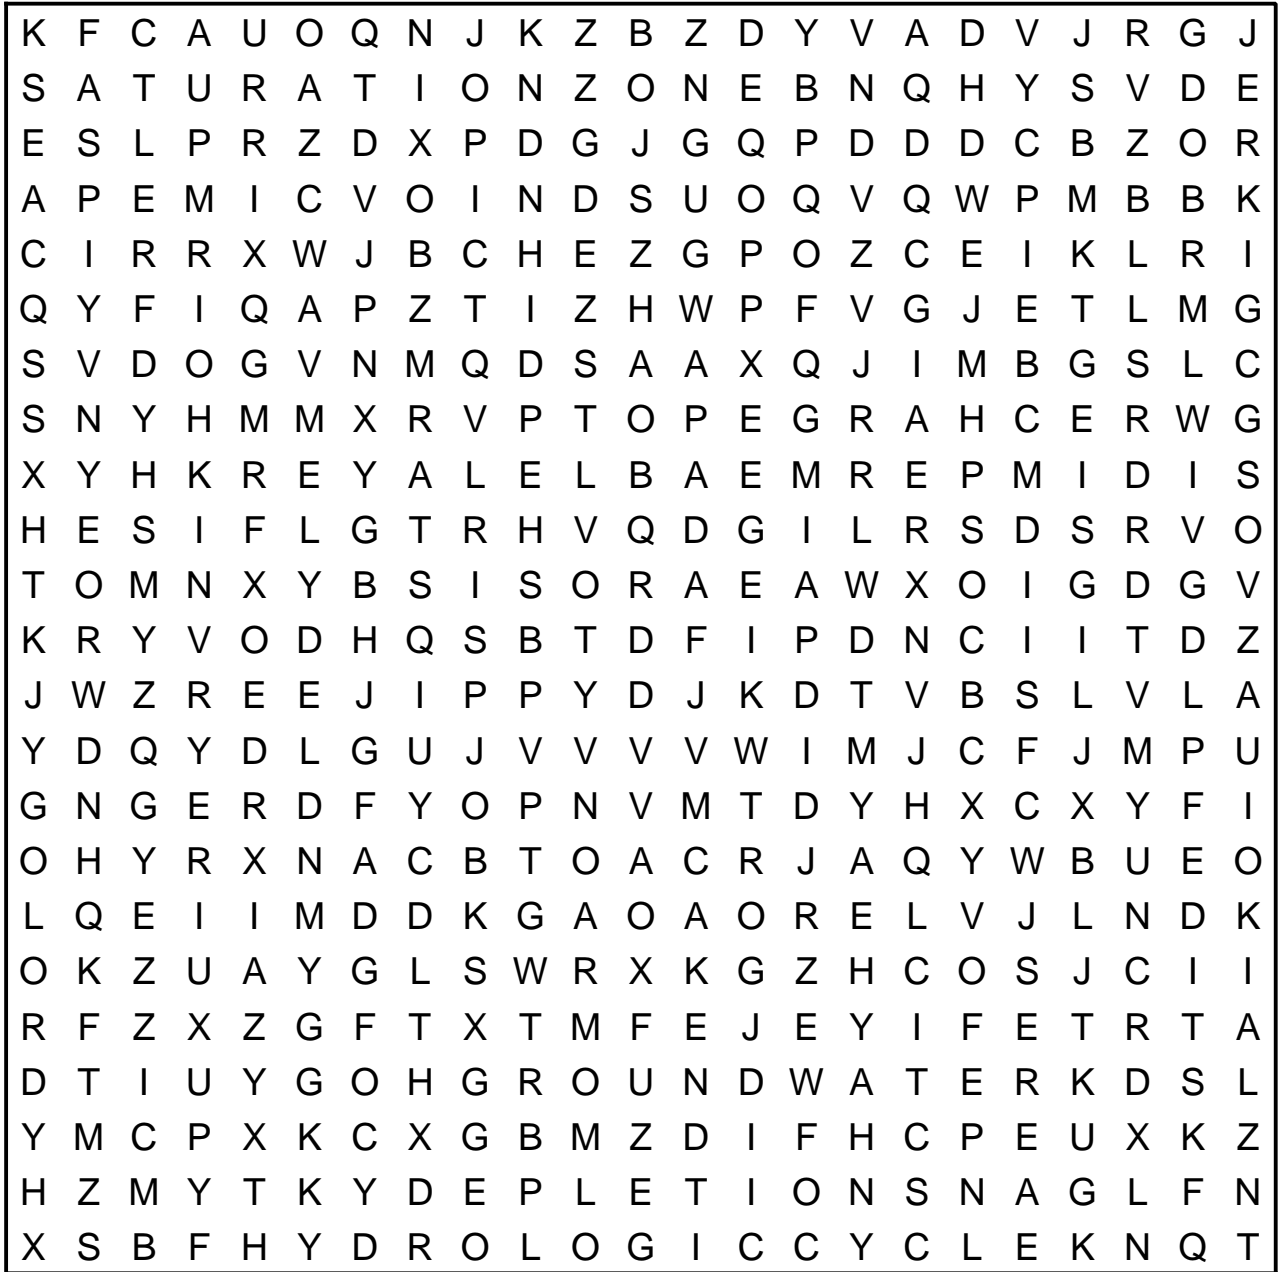 K F C A U O Q N J K Z B Z D Y V A D V J R G J
S A T U R A T I O N Z O N E B N Q H Y S V D E
E S L P R Z D X P D G J G Q P D D D C B Z O R
A P E M I C V O I N D S U O Q V Q W P M B B K
C I R R X W J B C H E Z G P O Z C E I K L R I
Q Y F I Q A P Z T I Z H W P F V G J E T L M G
S V D O G V N M Q D S A A X Q J I M B G S L C
S N Y H M M X R V P T O P E G R A H C E R W G
X Y H K R E Y A L E L B A E M R E P M I D I S
H E S I F L G T R H V Q D G I L R S D S R V O
T O M N X Y B S I S O R A E A W X O I G D G V
K R Y V O D H Q S B T D F I P D N C I I T D Z
J W Z R E E J I P P Y D J K D T V B S L V L A
Y D Q Y D L G U J V V V V W I M J C F J M P U
G N G E R D F Y O P N V M T D Y H X C X Y F I
O H Y R X N A C B T O A C R J A Q Y W B U E O
L Q E I I M D D K G A O A O R E L V J L N D K
O K Z U A Y G L S W R X K G Z H C O S J C I I
R F Z X Z G F T X T M F E J E Y I F E T R T A
D T I U Y G O H G R O U N D W A T E R K D S L
Y M C P X K C X G B M Z D I F H C P E U X K Z
H Z M Y T K Y D E P L E T I O N S N A G L F N
X S B F H Y D R O L O G I C C Y C L E K N Q T